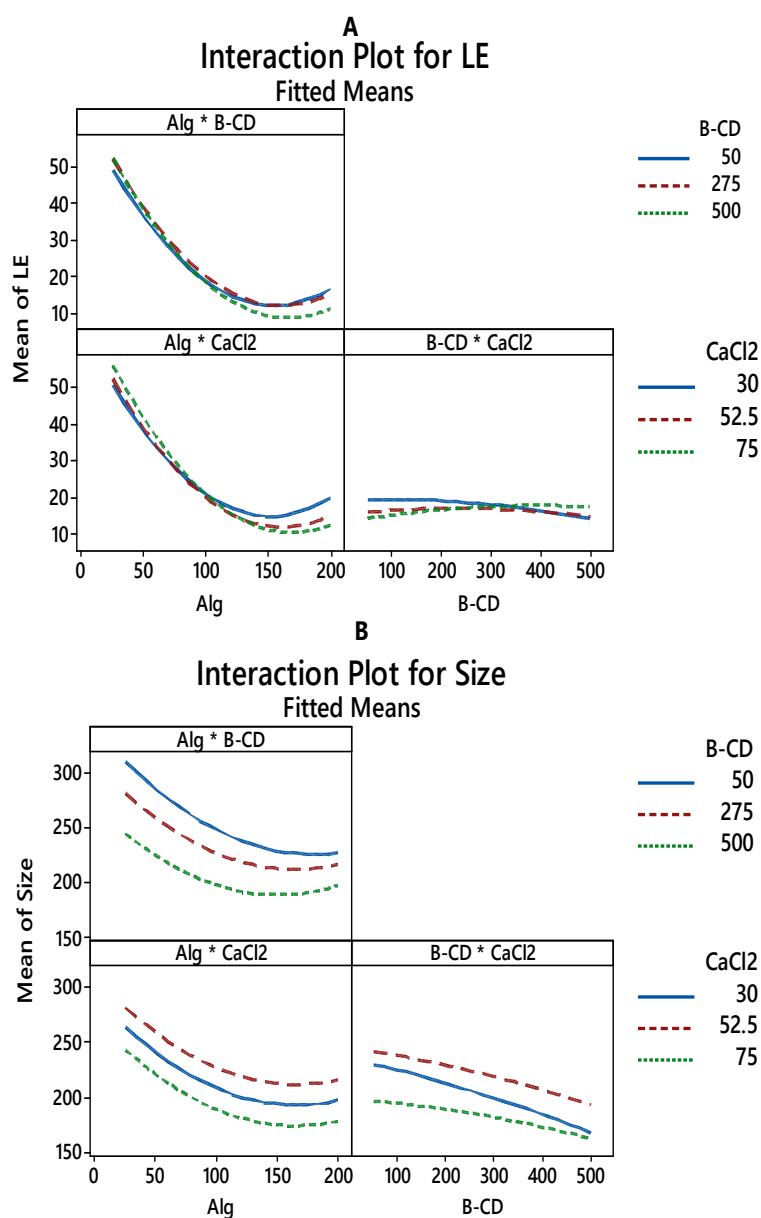 A
Interaction Plot for LE
Fitted Means
Alg * B-CD
B-CD
50
275
500
50
40
30
20
10
Mean of LE
Alg * CaCl2
B-CD * CaCl2
CaCl2
30
52.5
75
50
40
30
20
10
0 50 100 150 200
100 200 300 400 500
Alg
B-CD
B
Interaction Plot for Size
Fitted Means
Alg * B-CD
B-CD
50
275
500
300
250
200
150
Mean of Size
Alg * CaCl2
B-CD * CaCl2
CaCl2
30
52.5
75
300
250
200
150
0 50 100 150 200
100 200 300 400 500
Alg
B-CD